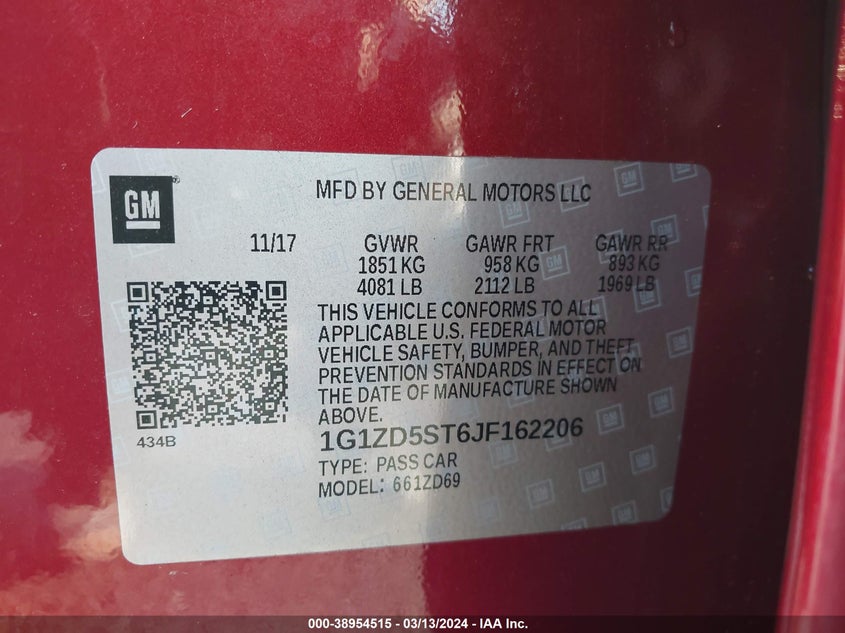 GM
MFD BY GENERAL MOTORS LLC
11/17 GVWR GAWR FRT GAWR RR
1851 KG 958 KG 893 KG
4081 LB 2112 LB 1969 LB
THIS VEHICLE CONFORMS TO ALL
APPLICABLE U.S. FEDERAL MOTOR
VEHICLE SAFETY, BUMPER, AND THEFT
PREVENTION STANDARDS IN EFFECT ON
THE DATE OF MANUFACTURE SHOWN
ABOVE.
434B
1G1ZD5ST6JF162206
TYPE: PASS CAR
MODEL: 661ZD69
000-38954515 - 03/13/2024 - IAA Inc.